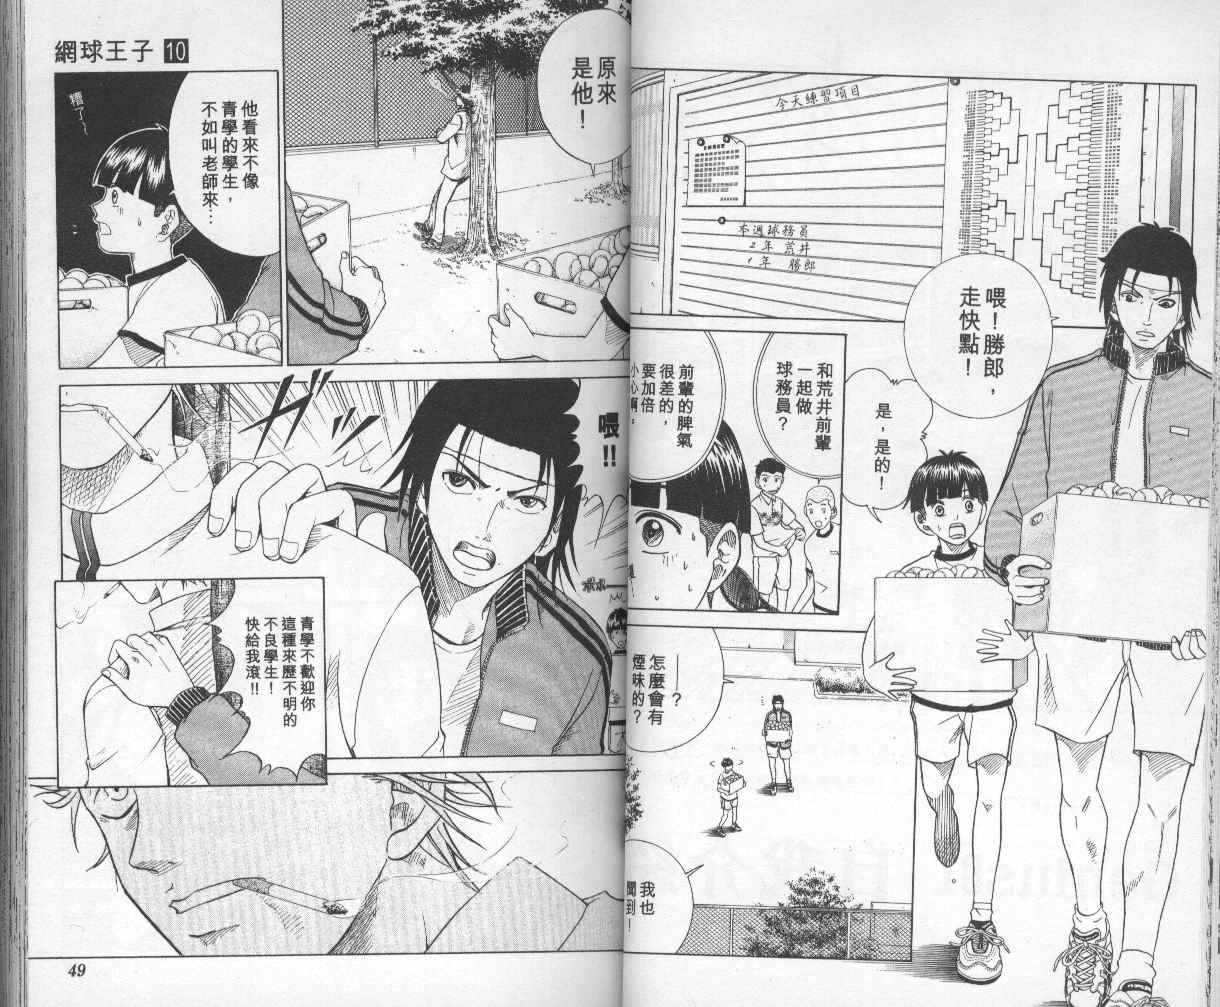 今天練習項目
本週球務員
2年 荒井
1年 勝郎
喂！勝郎，
走快點！
是，是的！
和荒井前輩
一起做
球務員？
前輩的脾氣
很差的，
要加倍
小心啊。
？
怎麼會有
煙味的？
我也
聞到！
網球王子 10
原來
是他！
他看來不像
青學的學生，
不如叫老師來…
糟了～
喂!!
青學不歡迎你
這種來歷不明的
不良學生！
快給我滾!!
49